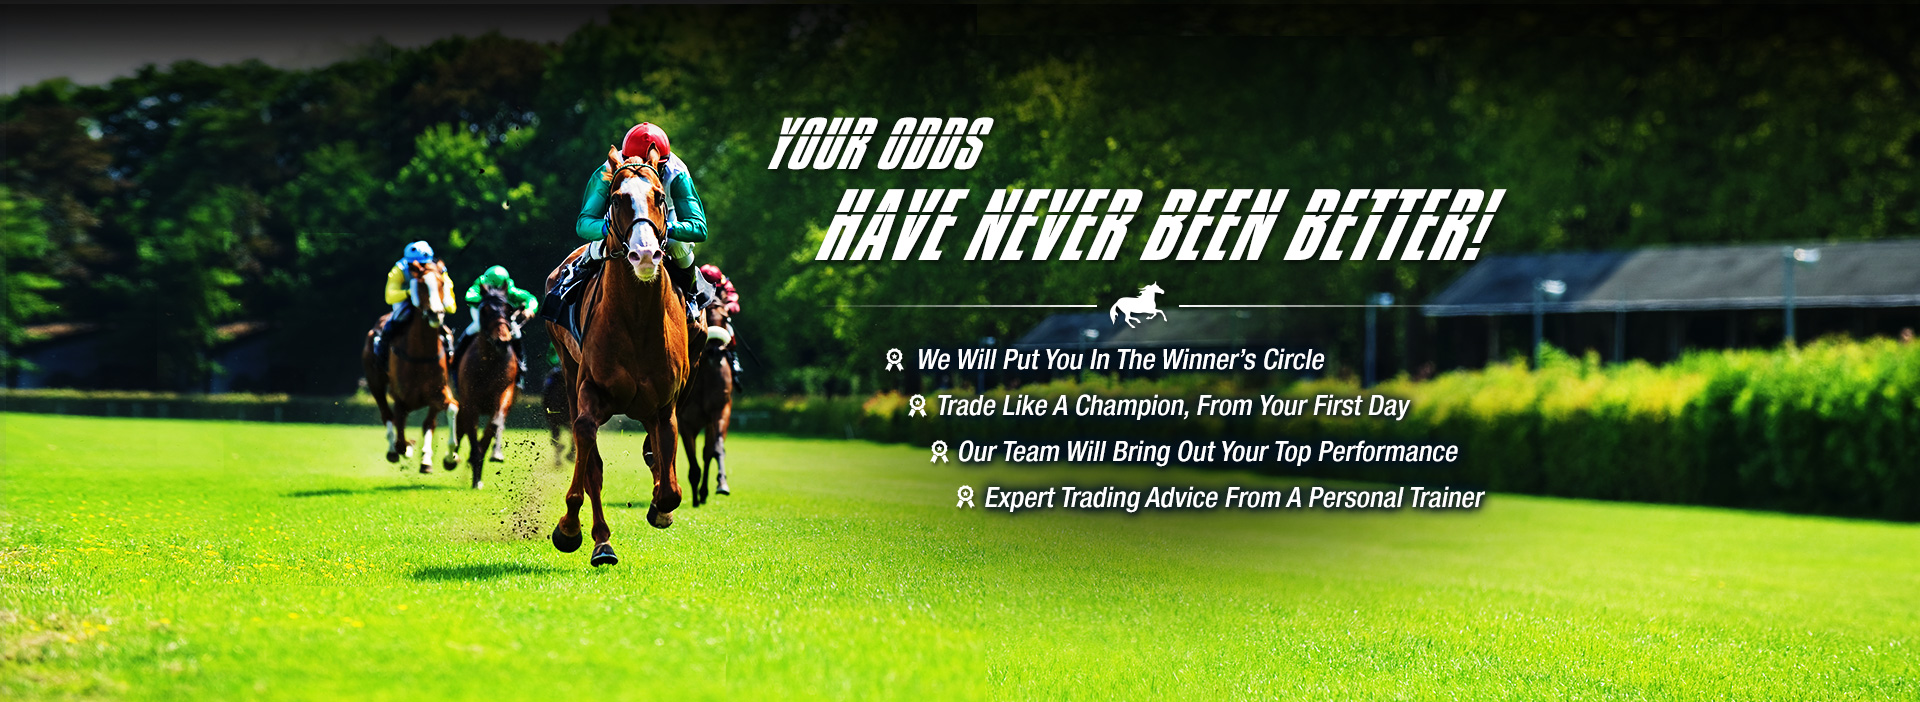 YOUR ODDS
HAVE NEVER BEEN BETTER!
We Will Put You In The Winner’s Circle
Trade Like A Champion, From Your First Day
Our Team Will Bring Out Your Top Performance
Expert Trading Advice From A Personal Trainer